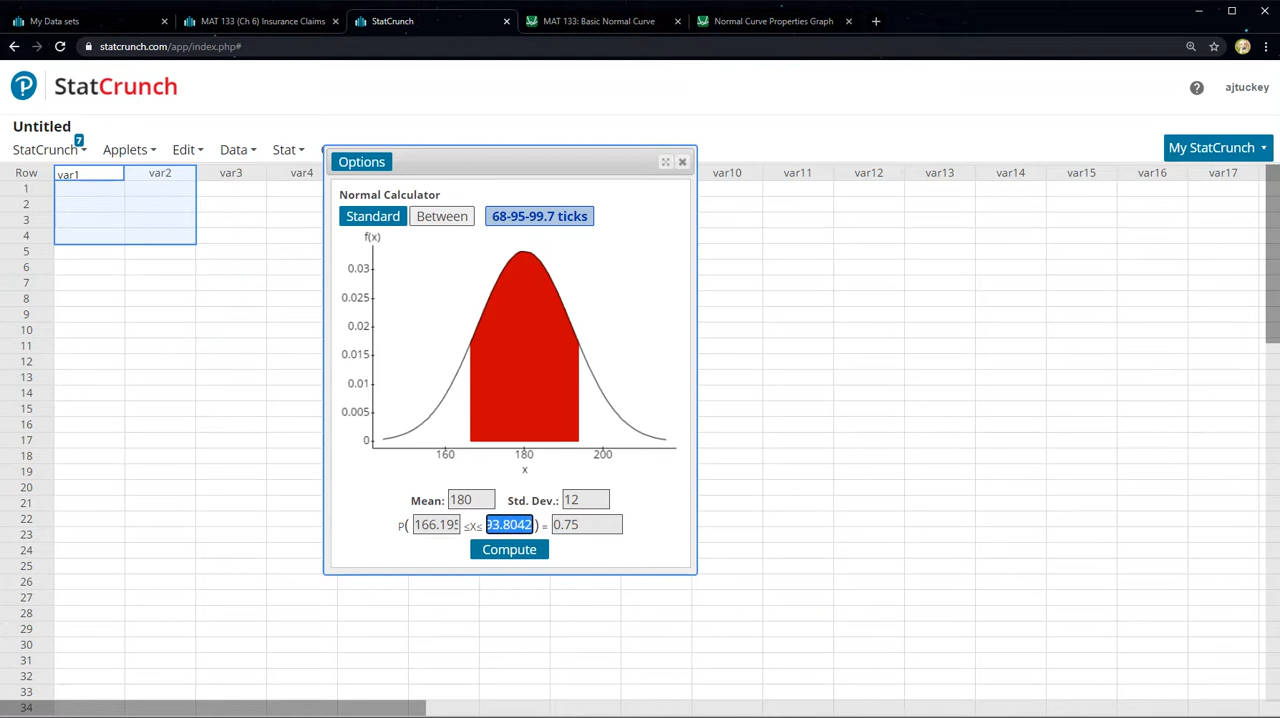 My Data sets
MAT 133 (Ch 6) Insurance Claims
StatCrunch
MAT 133: Basic Normal Curve
Normal Curve Properties Graph
statcrunch.com/app/index.php#
StatCrunch
ajtuckey
Untitled
7
StatCrunch
Applets
Edit
Data
Stat
My StatCrunch
Options
Row var1 var2 var3 var4 var10 var11 var12 var13 var14 var15 var16 var17
1
2
3
4
5
6
7
8
9
10
11
12
13
14
15
16
17
18
19
20
21
22
23
24
25
26
27
28
29
30
31
32
33
34
Normal Calculator
Standard Between 68-95-99.7 ticks
f(x)
0.03
0.025
0.02
0.015
0.01
0.005
0
160 180 200
x
Mean: 180 Std. Dev.: 12
P( 166.195 ≤X≤ 93.8042 ) = 0.75
Compute